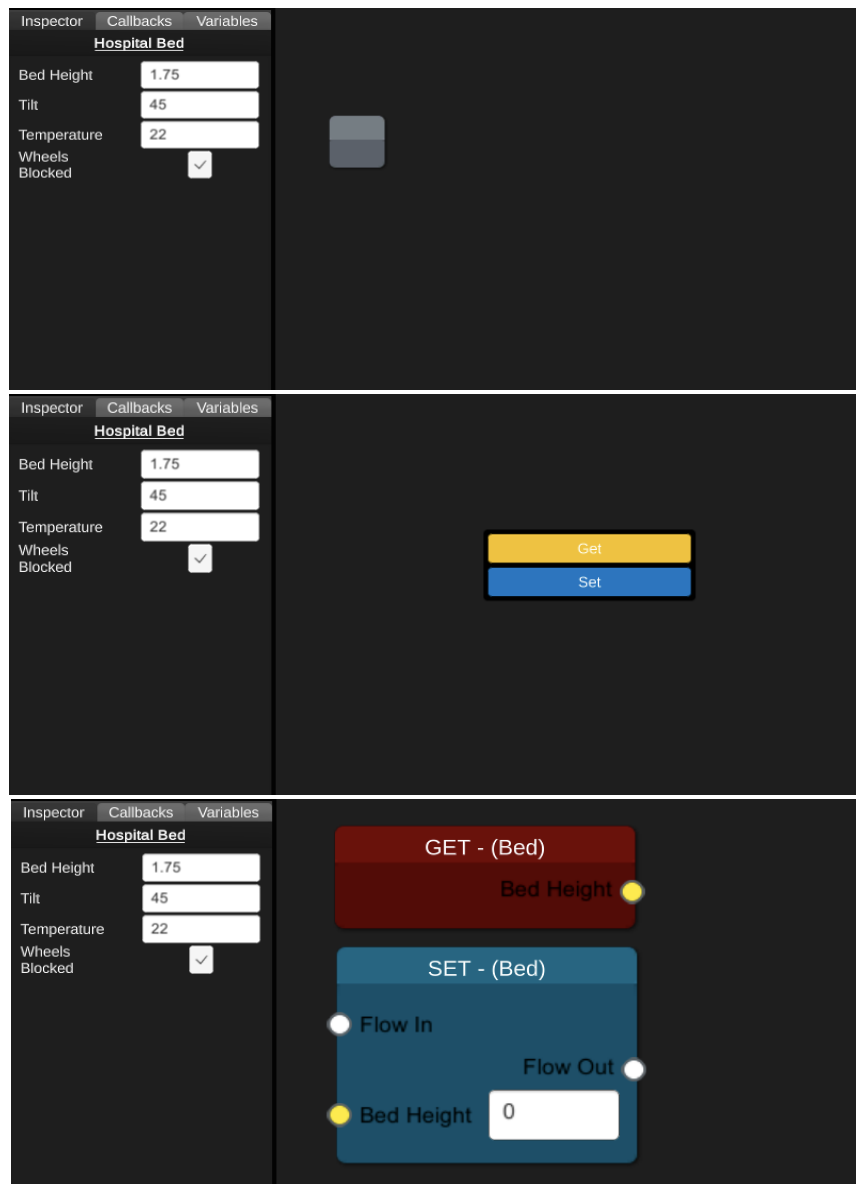 Inspector Callbacks Variables
Hospital Bed
Bed Height 1.75
Tilt 45
Temperature 22
Wheels
Blocked
Inspector Callbacks Variables
Hospital Bed
Bed Height 1.75
Tilt 45
Temperature 22
Wheels
Blocked
Get
Set
Inspector Callbacks Variables
Hospital Bed
Bed Height 1.75
Tilt 45
Temperature 22
Wheels
Blocked
GET - (Bed)
Bed Height
SET - (Bed)
Flow In
Flow Out
Bed Height 0